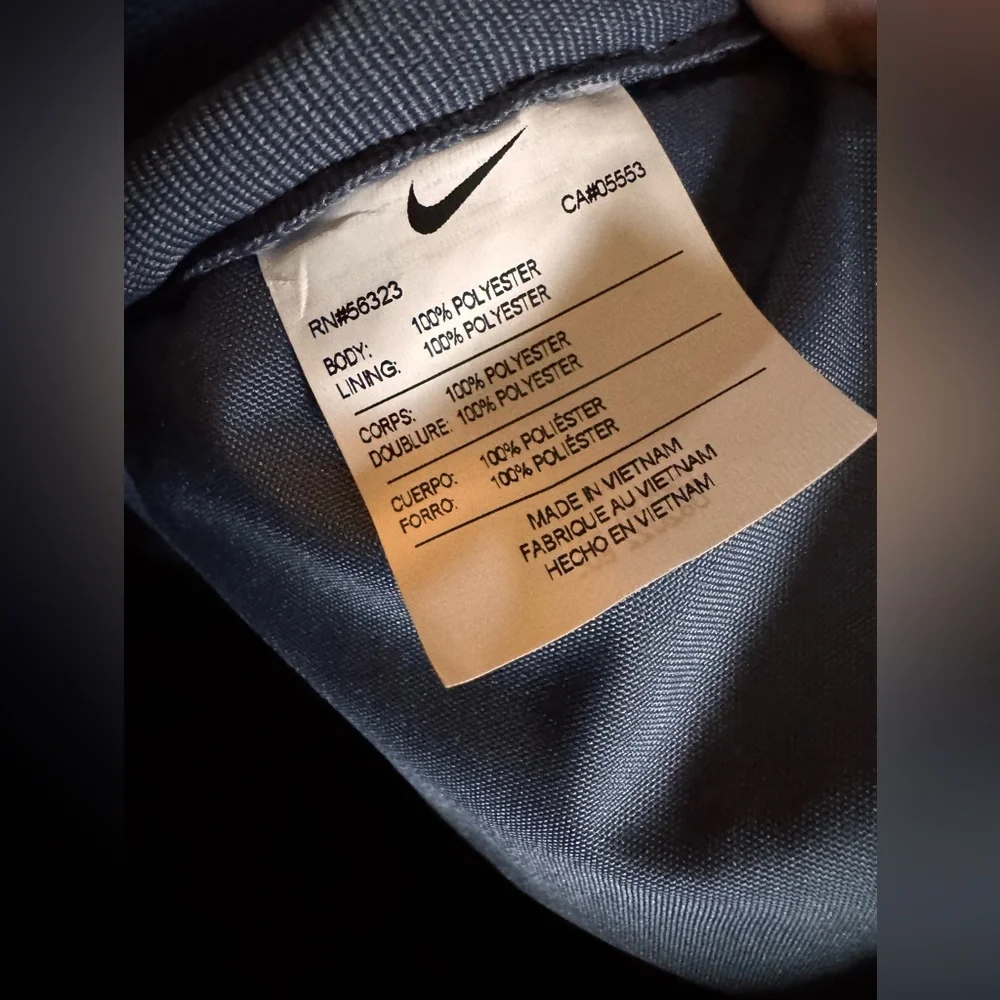 CA#05553
RN#56323
BODY: 100% POLYESTER
LINING: 100% POLYESTER
CORPS: 100% POLYESTER
DOUBLURE: 100% POLYESTER
CUERPO: 100% POLIÉSTER
FORRO: 100% POLIÉSTER
MADE IN VIETNAM
FABRIQUE AU VIETNAM
HECHO EN VIETNAM